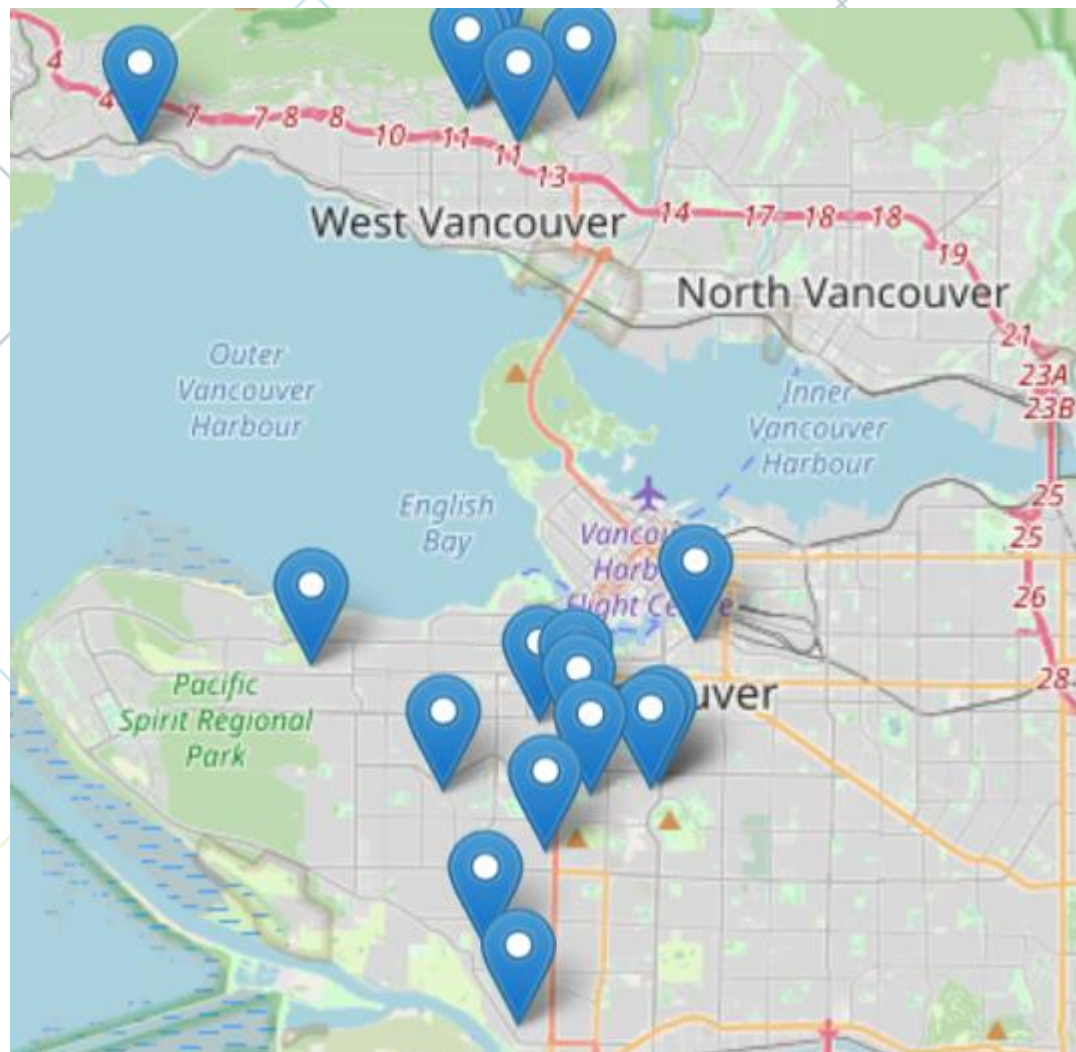 4
4
7
7
8
8
10
11
11
13
West Vancouver
14
17
18
18
19
North Vancouver
21
23A
23B
Outer
Vancouver
Harbour
Inner
Vancouver
Harbour
English
Bay
25
25
26
28
Harb
Flight
Pacific
Spirit Regional
Park